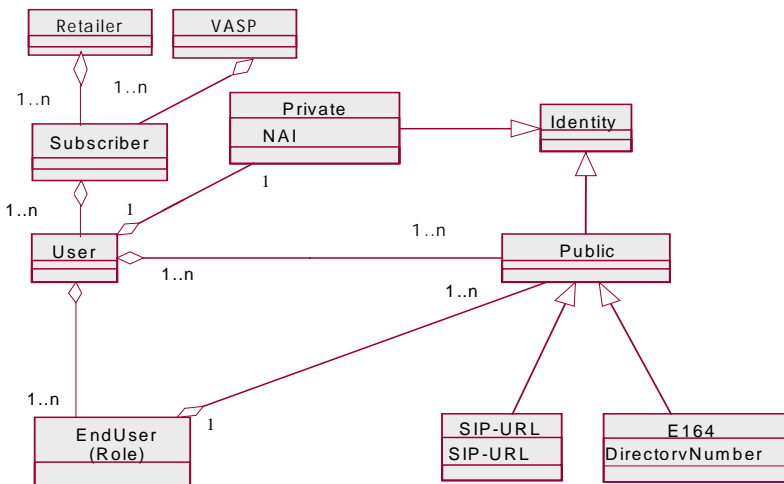 Retailer
VASP
1..n
1..n
Private
NAI
Identity
Subscriber
1..n
1
1
User
1..n
1..n
Public
1..n
1..n
1
EndUser
(Role)
SIP-URL
SIP-URL
E164
DirectoryNumber